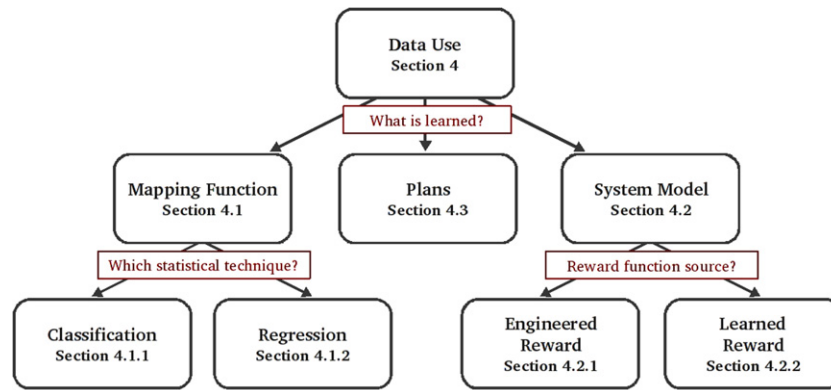 Data Use
Section 4
What is learned?
Mapping Function
Section 4.1
Plans
Section 4.3
System Model
Section 4.2
Which statistical technique?
Reward function source?
Classification
Section 4.1.1
Regression
Section 4.1.2
Engineered
Reward
Section 4.2.1
Learned
Reward
Section 4.2.2